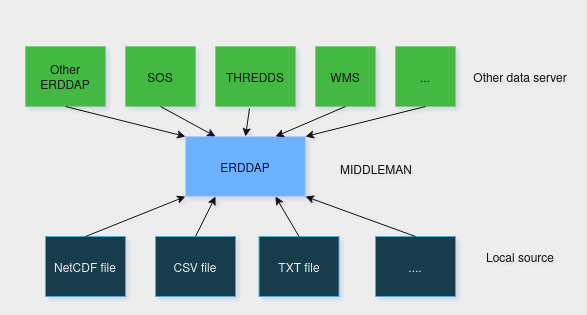 Other
ERDDAP
SOS
THREDDS
WMS
...
Other data server
ERDDAP
MIDDLEMAN
NetCDF file
CSV file
TXT file
....
Local source